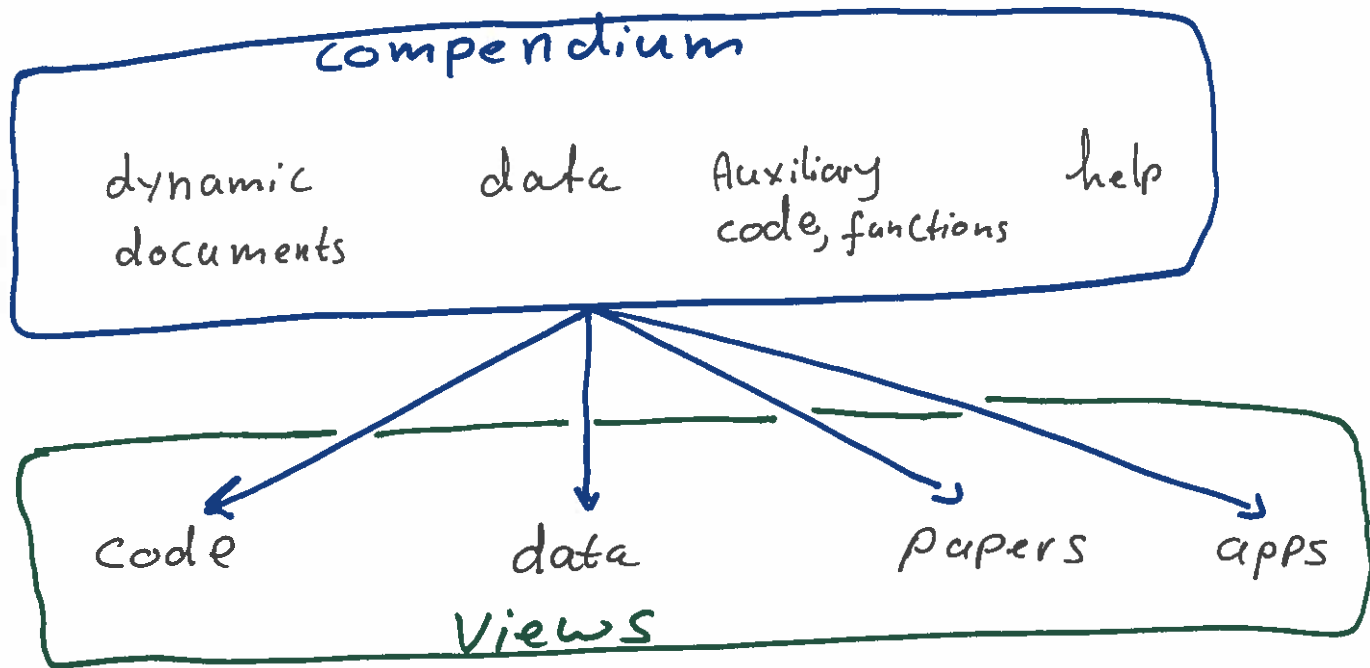 compendium
dynamic
documents
data
Auxiliary
code, functions
help
code
data
papers
apps
Views